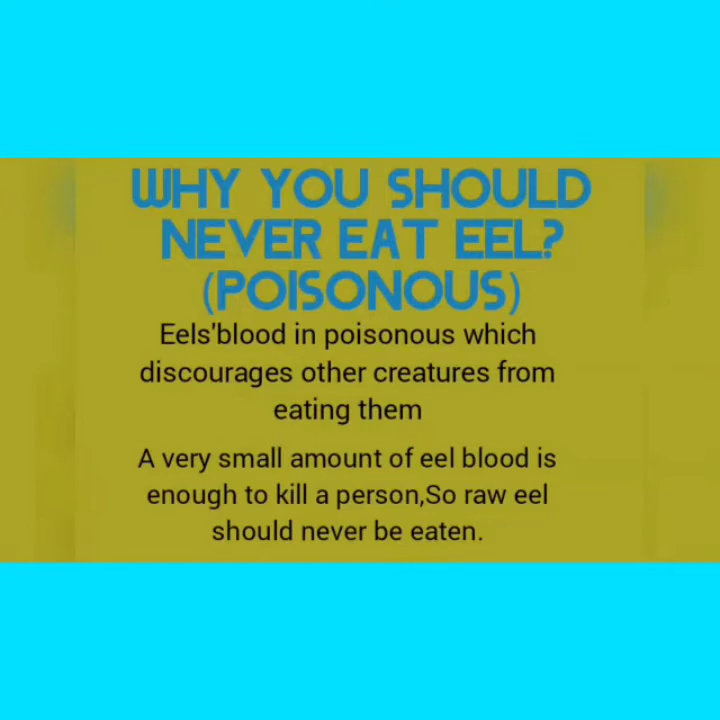 WHY YOU SHOULD
NEVER EAT EEL?
(POISONOUS)
Eels'blood in poisonous which
discourages other creatures from
eating them
A very small amount of eel blood is
enough to kill a person,So raw eel
should never be eaten.